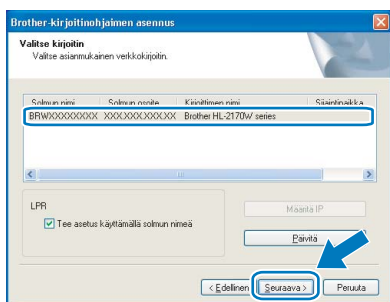 Brother-kirjoitinohjaimen asennus
Valitse kirjoitin
Valitse asianmukainen verkkokirjoitin.
Solmun nimi Solmun osoite Kirjoittimen nimi Sijaintipaikka
BRWXXXXXXXX XXX.XXX.XXX.XX Brother HL-2170W series
LPR
Tee asetus käyttämällä solmun nimeä
Määritä IP
Päivitä
< Edellinen Seuraava > Peruuta